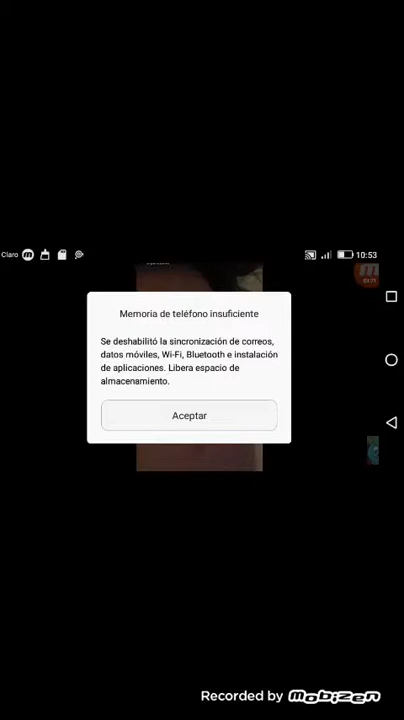 Claro 10:53
Memoria de teléfono insuficiente
Se deshabilitó la sincronización de correos,
datos móviles, Wi-Fi, Bluetooth e instalación
de aplicaciones. Libera espacio de
almacenamiento.
Aceptar
Recorded by Mobizen